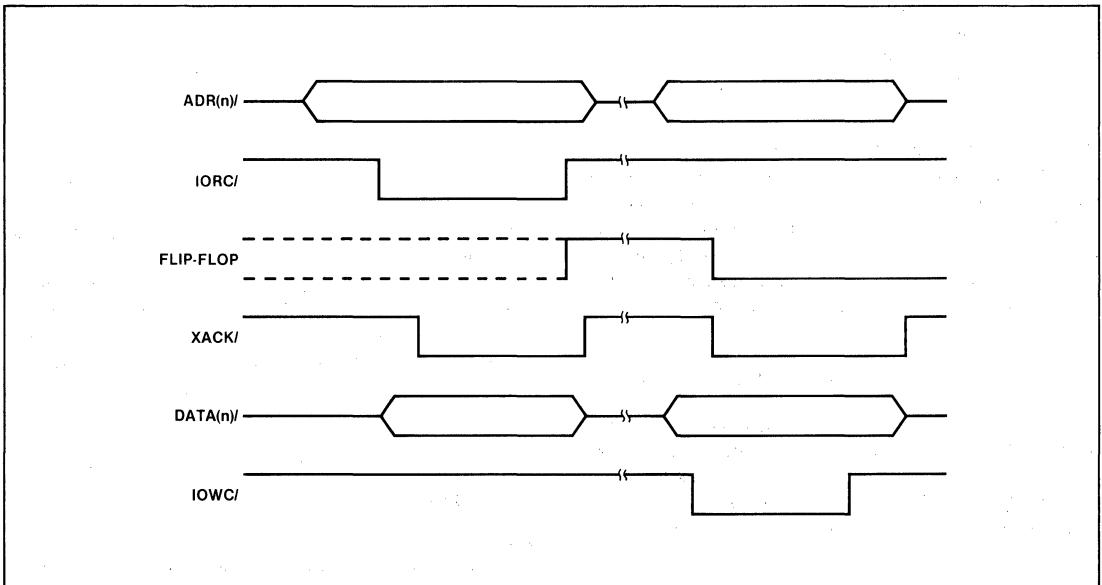 ADR(n)/
IORC/
FLIP-FLOP
XACK/
DATA(n)/
IOWC/